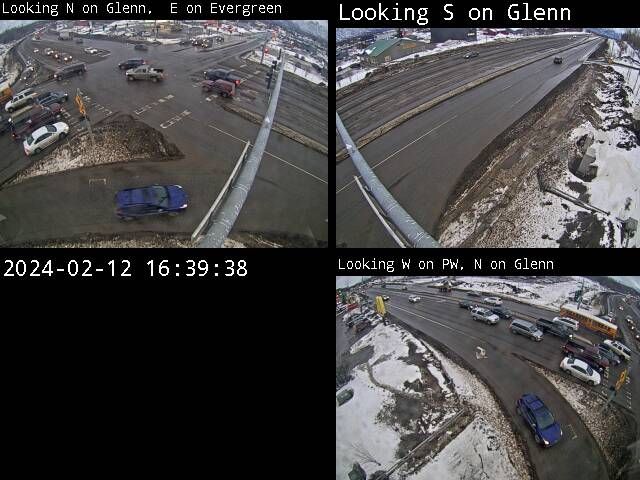 Looking N on Glenn,  E on Evergreen
Looking S on Glenn
2024-02-12 16:39:38
Looking W on PW, N on Glenn